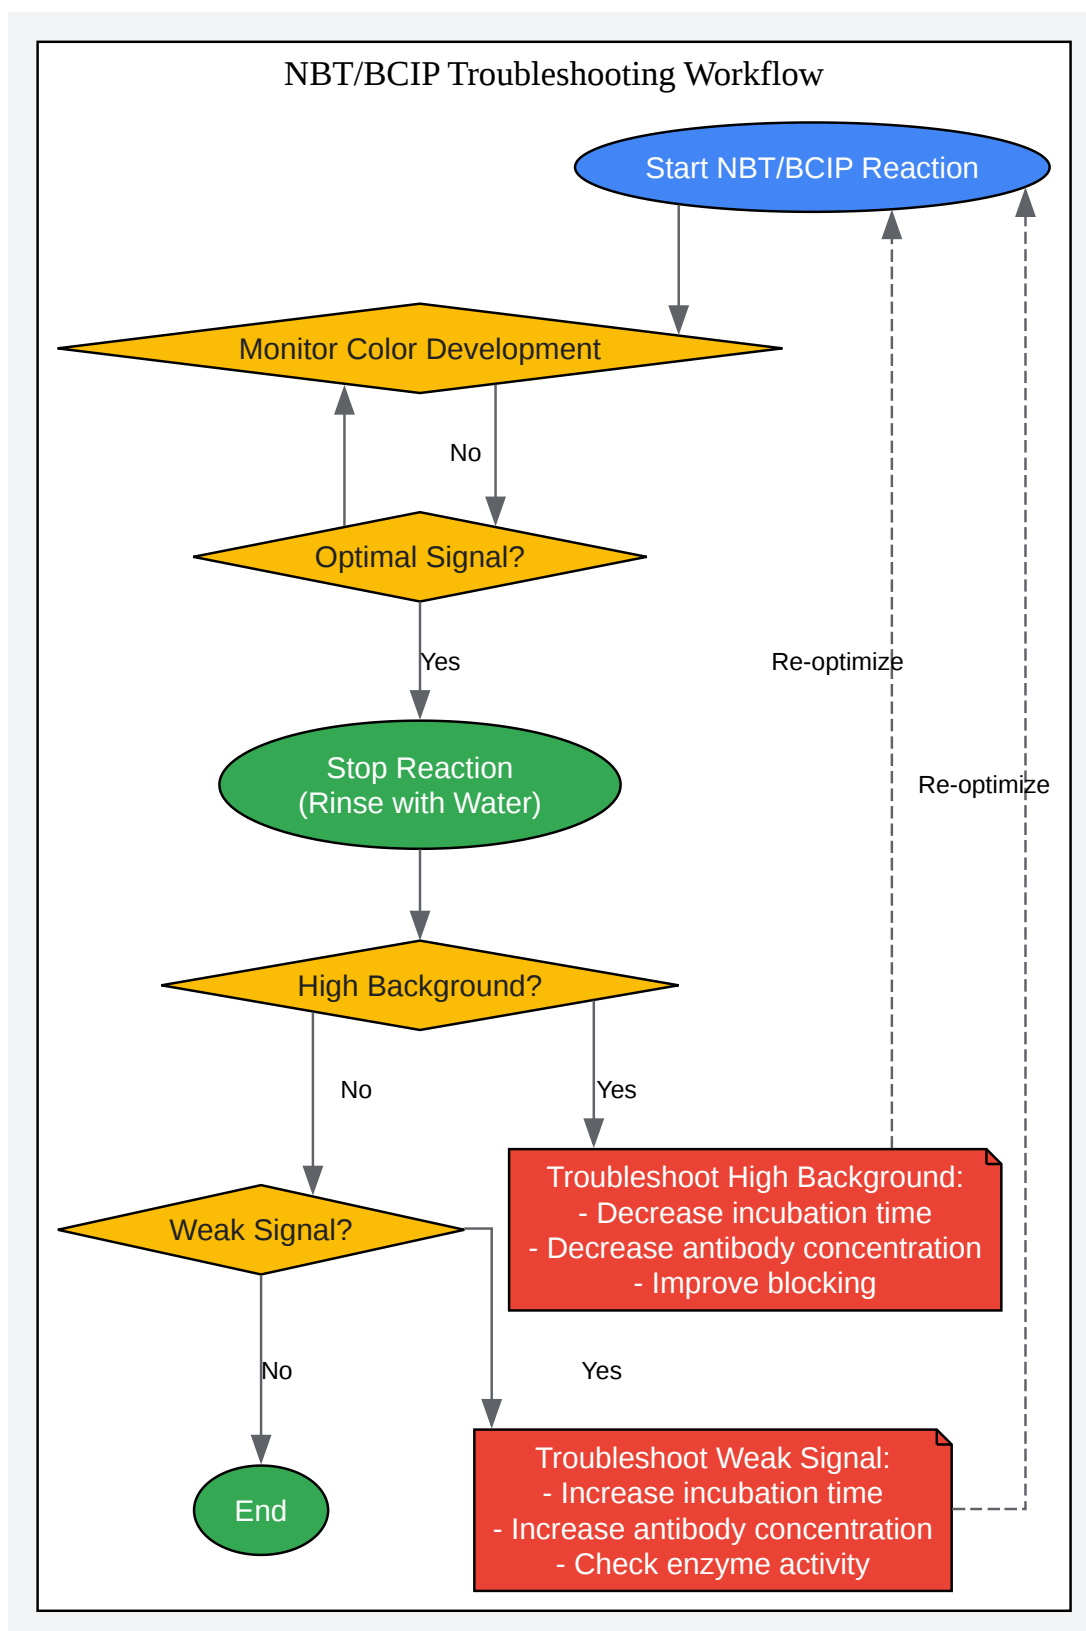 NBT/BCIP Troubleshooting Workflow
Start NBT/BCIP Reaction
Monitor Color Development
No
Optimal Signal?
Yes
Re-optimize
Stop Reaction
(Rinse with Water)
Re-optimize
High Background?
No
Yes
Troubleshoot High Background:
- Decrease incubation time
- Decrease antibody concentration
- Improve blocking
Weak Signal?
No
Yes
Troubleshoot Weak Signal:
- Increase incubation time
- Increase antibody concentration
- Check enzyme activity
End